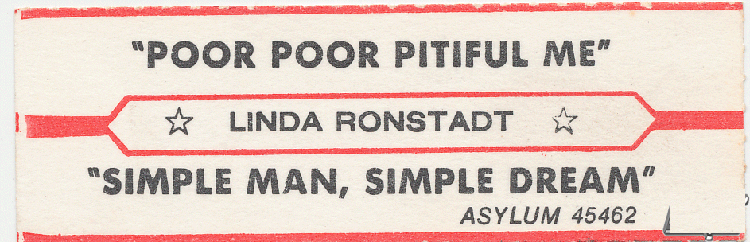 "POOR POOR PITIFUL ME"
☆ LINDA RONSTADT ☆
"SIMPLE MAN, SIMPLE DREAM"
ASYLUM 45462